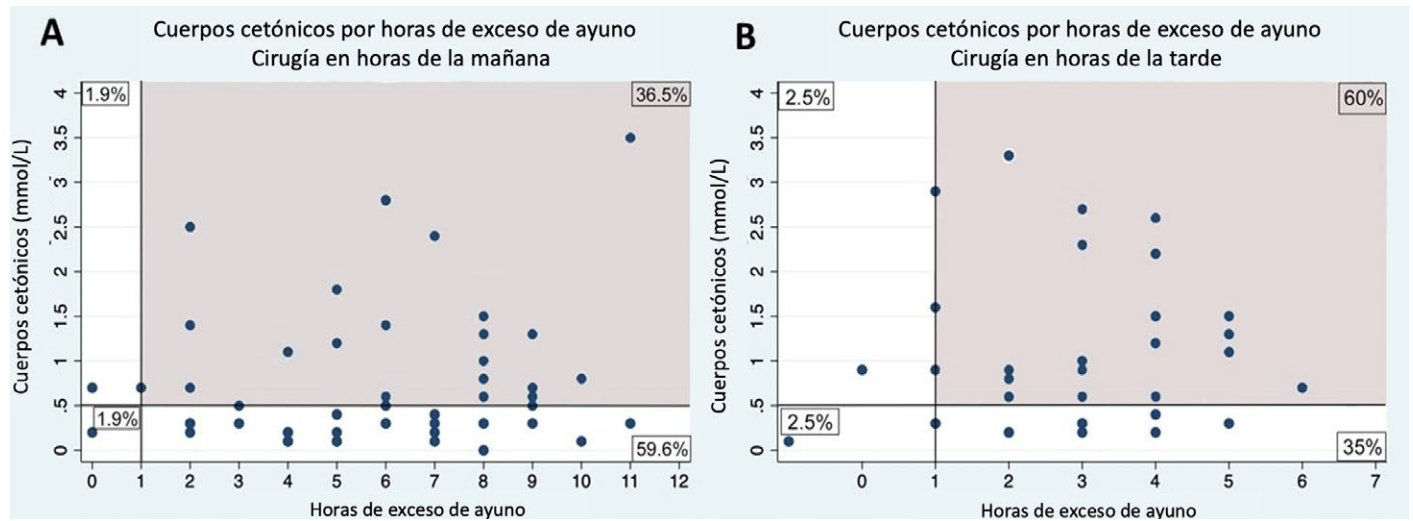 A
Cuerpos cetónicos por horas de exceso de ayuno
Cirugía en horas de la mañana
Cuerpos cetónicos (mmol/L)
4
3.5
3
2.5
2
1.5
1
.5
0
1.9%
36.5%
1.9%
59.6%
0 1 2 3 4 5 6 7 8 9 10 11 12
Horas de exceso de ayuno
B
Cuerpos cetónicos por horas de exceso de ayuno
Cirugía en horas de la tarde
Cuerpos cetónicos (mmol/L)
4
3.5
3
2.5
2
1.5
1
.5
0
2.5%
60%
2.5%
35%
0 1 2 3 4 5 6 7
Horas de exceso de ayuno